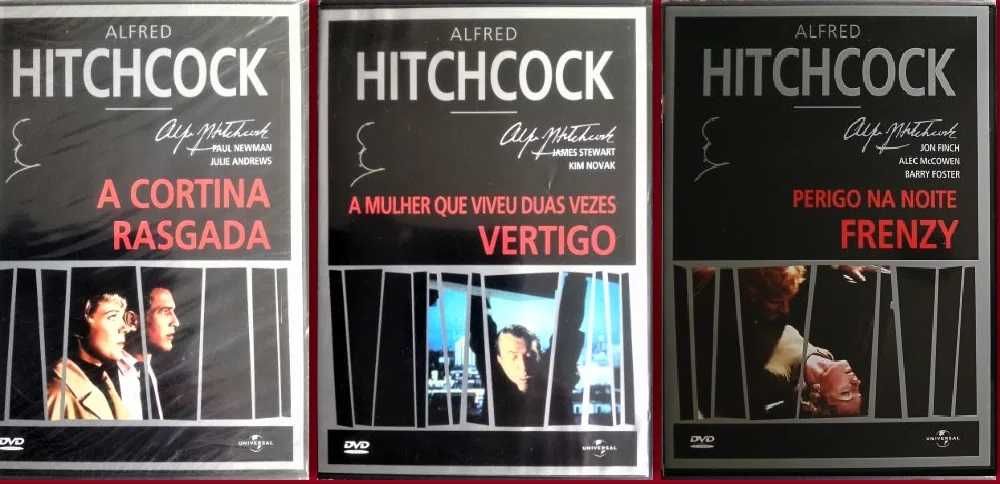 ALFRED
HITCHCOCK
Alfred Hitchcock
PAUL NEWMAN
JULIE ANDREWS
A CORTINA
RASGADA
DVD
UNIVERSAL
ALFRED
HITCHCOCK
Alfred Hitchcock
JAMES STEWART
KIM NOVAK
A MULHER QUE VIVEU DUAS VEZES
VERTIGO
DVD
UNIVERSAL
ALFRED
HITCHCOCK
Alfred Hitchcock
JON FINCH
ALEC McCOWEN
BARRY FOSTER
PERIGO NA NOITE
FRENZY
DVD
UNIVERSAL